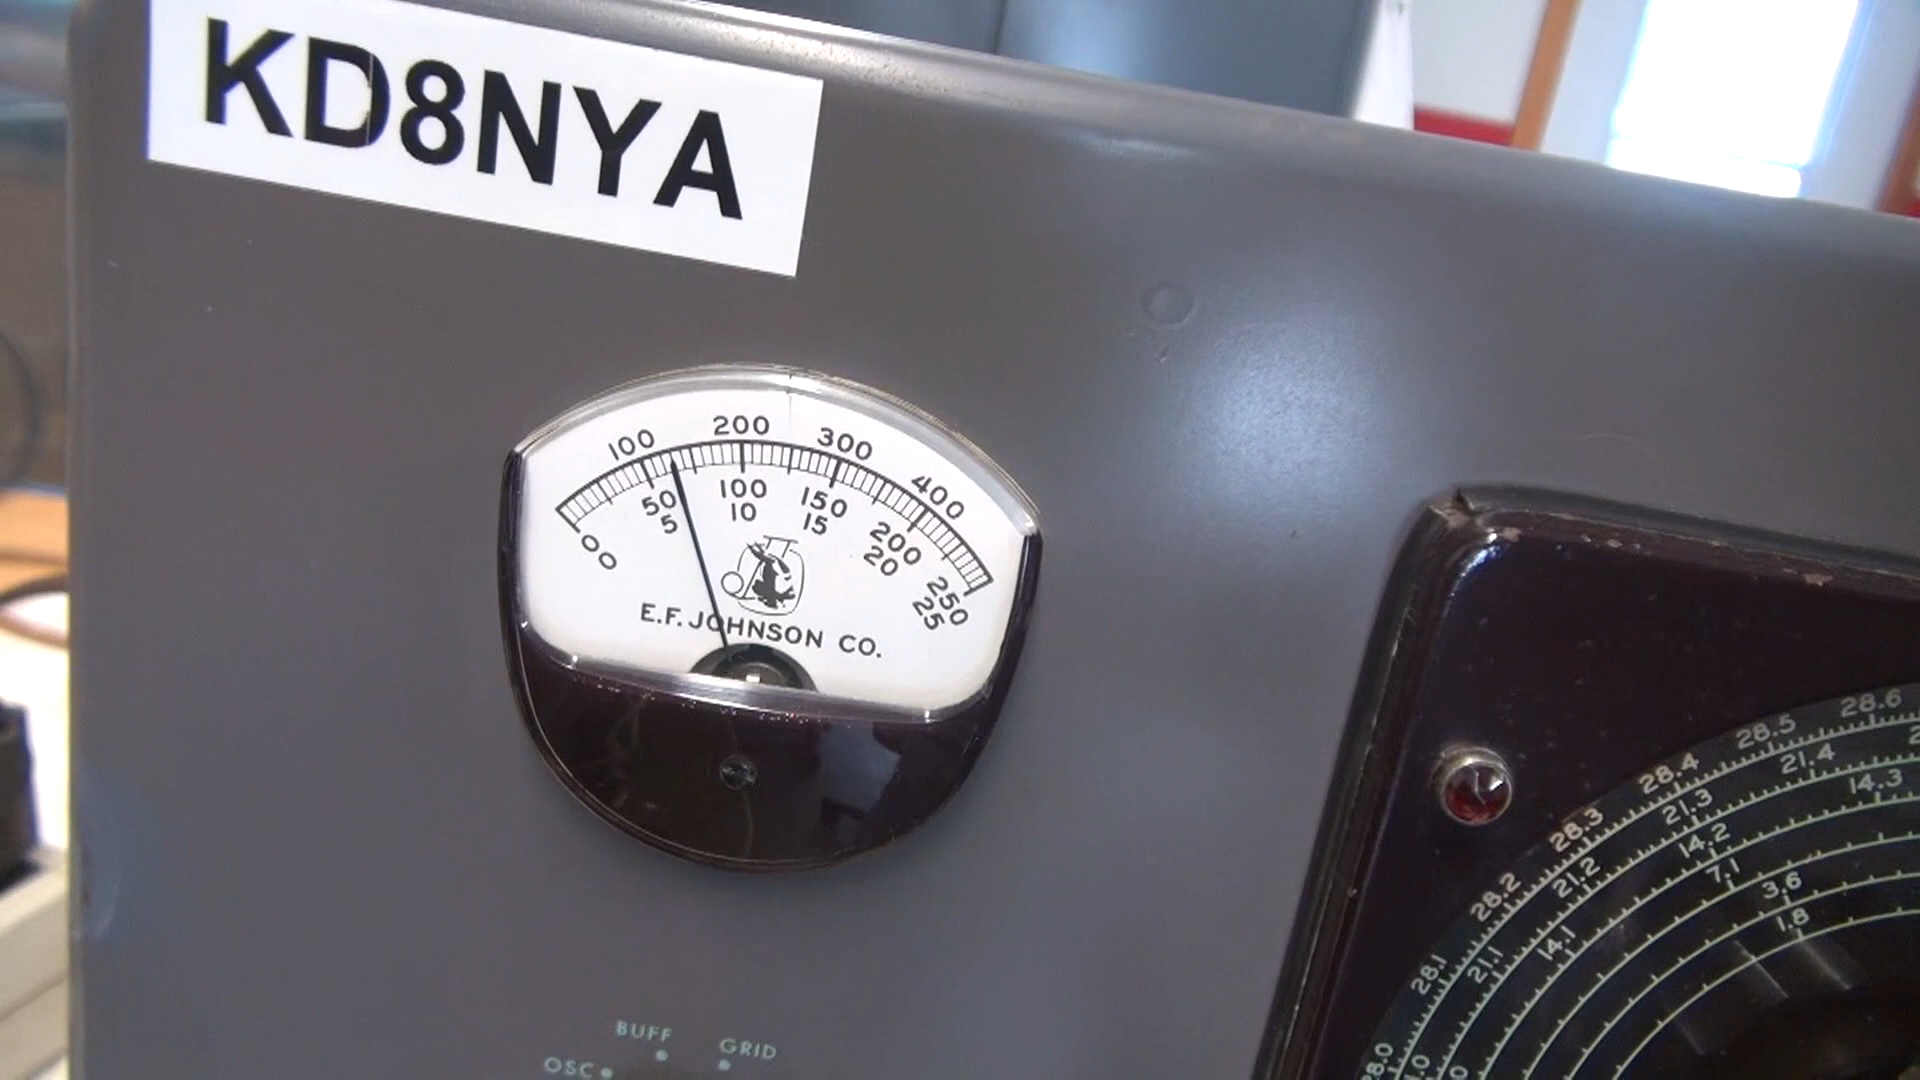 KD8NYA
100 200 300 400
0 50 100 150 200 250
0 5 10 15 20 25
E.F. JOHNSON CO.
BUFF GRID
OSC
28.1 28.2 28.3 28.4 28.5 28.6
21.1 21.2 21.3 21.4
14.1 14.2 14.3
7.1
3.6
1.8